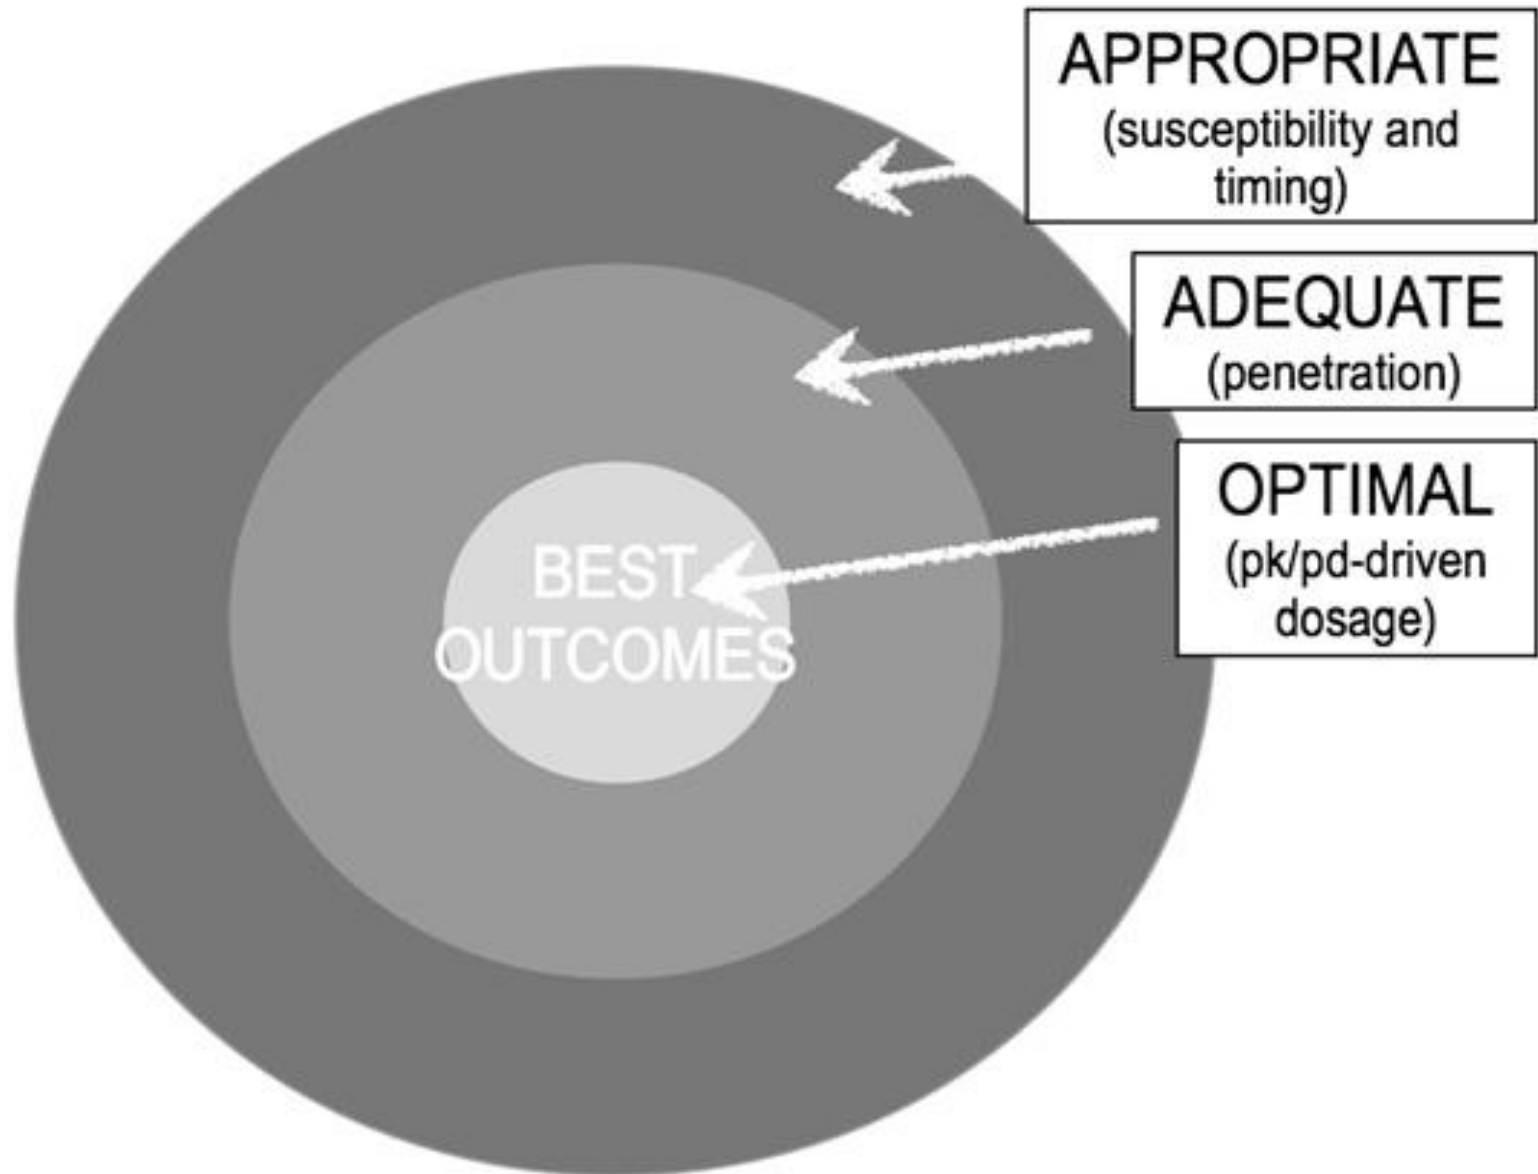 APPROPRIATE
(susceptibility and
timing)
ADEQUATE
(penetration)
OPTIMAL
(pk/pd-driven
dosage)
BEST
OUTCOMES